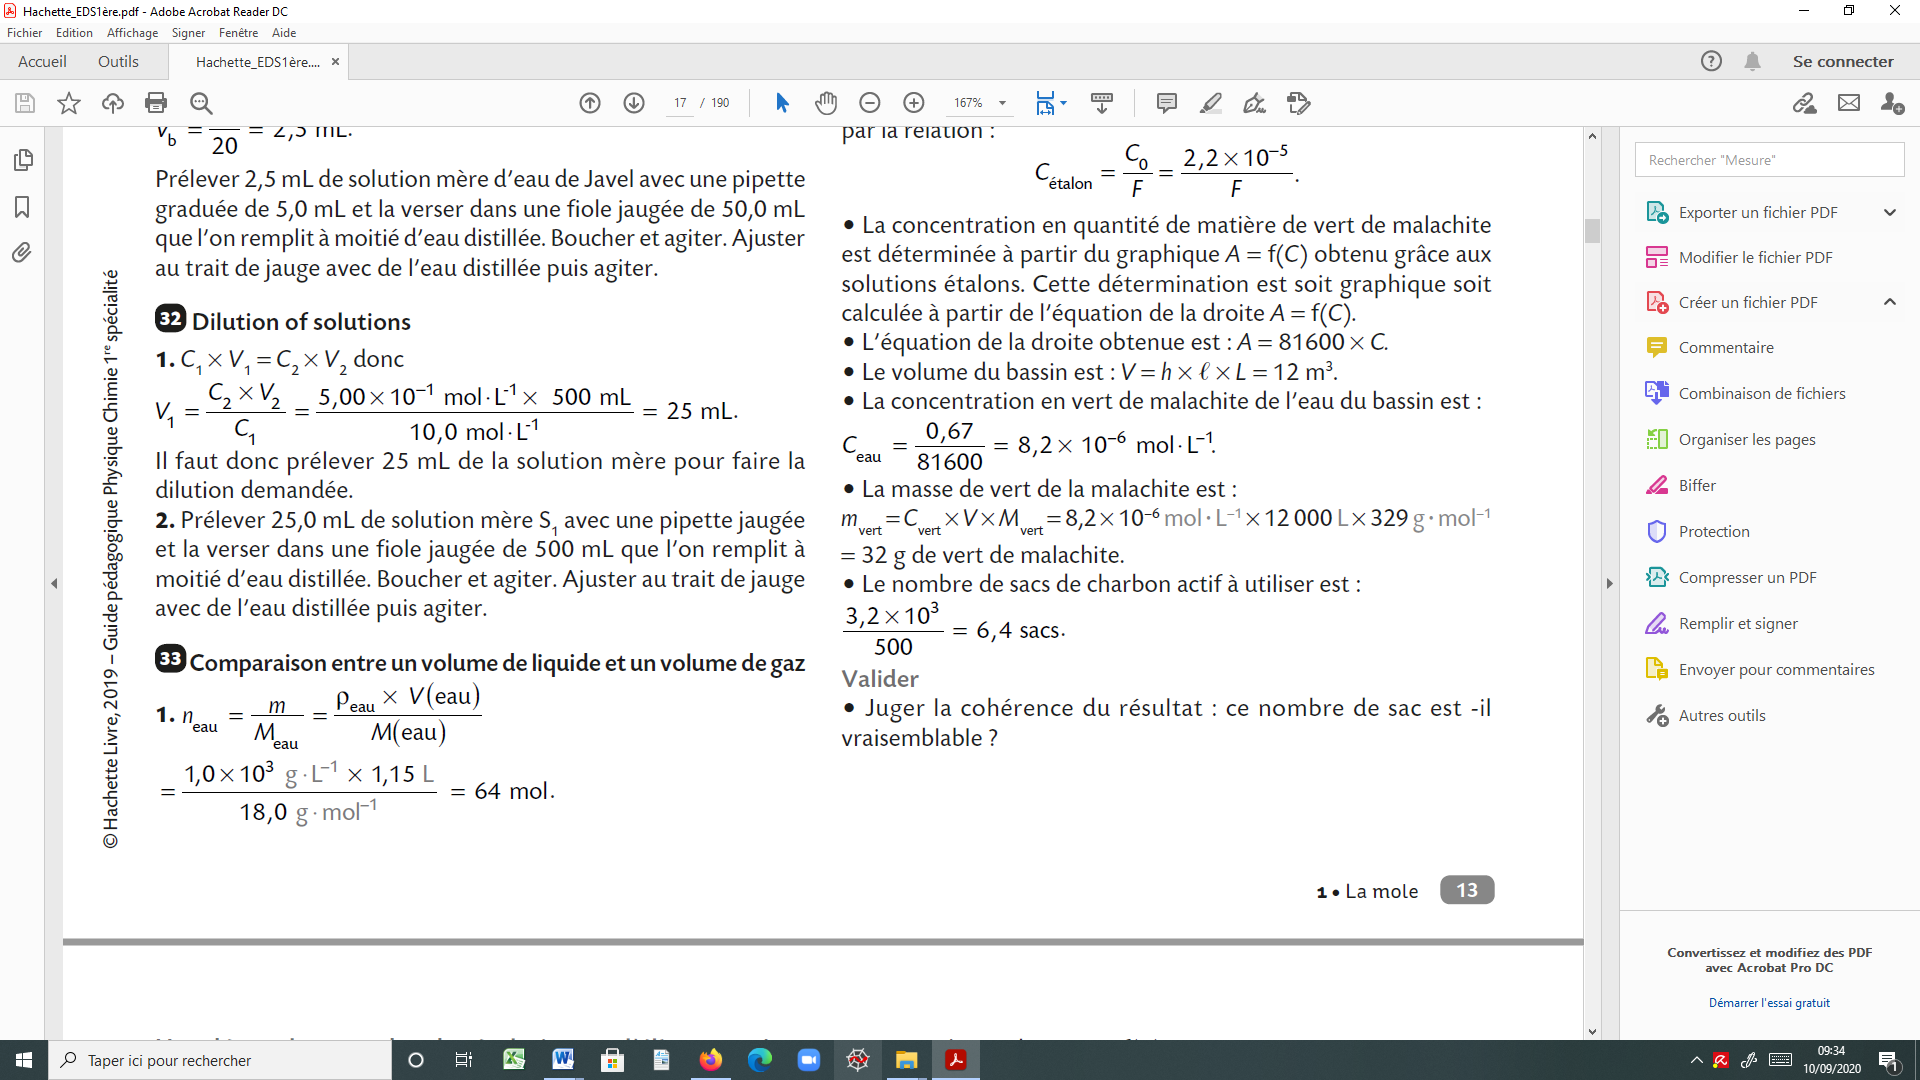 Hachette_EDS1ère.pdf - Adobe Acrobat Reader DC
Fichier Edition Affichage Signer Fenêtre Aide
Accueil Outils Hachette_EDS1ère.... × Se connecter
17 / 190 167%
V_b = — / 20 = 2,5 mL.
Prélever 2,5 mL de solution mère d'eau de Javel avec une pipette
graduée de 5,0 mL et la verser dans une fiole jaugée de 50,0 mL
que l'on remplit à moitié d'eau distillée. Boucher et agiter. Ajuster
au trait de jauge avec de l'eau distillée puis agiter.
32 Dilution of solutions
1. C₁ × V₁ = C₂ × V₂ donc
V₁ = (C₂ × V₂) / C₁ = (5,00 × 10⁻¹ mol·L⁻¹ × 500 mL) / (10,0 mol·L⁻¹) = 25 mL.
Il faut donc prélever 25 mL de la solution mère pour faire la
dilution demandée.
2. Prélever 25,0 mL de solution mère S₁ avec une pipette jaugée
et la verser dans une fiole jaugée de 500 mL que l'on remplit à
moitié d'eau distillée. Boucher et agiter. Ajuster au trait de jauge
avec de l'eau distillée puis agiter.
33 Comparaison entre un volume de liquide et un volume de gaz
1. n_eau = m / M_eau = (ρ_eau × V(eau)) / M(eau)
= (1,0 × 10³ g·L⁻¹ × 1,15 L) / (18,0 g·mol⁻¹) = 64 mol.
© Hachette Livre, 2019 – Guide pédagogique Physique Chimie 1re spécialité
par la relation :
C_étalon = C₀ / F = (2,2 × 10⁻⁵) / F.
• La concentration en quantité de matière de vert de malachite
est déterminée à partir du graphique A = f(C) obtenu grâce aux
solutions étalons. Cette détermination est soit graphique soit
calculée à partir de l'équation de la droite A = f(C).
• L'équation de la droite obtenue est : A = 81600 × C.
• Le volume du bassin est : V = h × ℓ × L = 12 m³.
• La concentration en vert de malachite de l'eau du bassin est :
C_eau = 0,67 / 81600 = 8,2 × 10⁻⁶ mol·L⁻¹.
• La masse de vert de la malachite est :
m_vert = C_vert × V × M_vert = 8,2 × 10⁻⁶ mol·L⁻¹ × 12 000 L × 329 g·mol⁻¹
= 32 g de vert de malachite.
• Le nombre de sacs de charbon actif à utiliser est :
(3,2 × 10³) / 500 = 6,4 sacs.
Valider
• Juger la cohérence du résultat : ce nombre de sac est -il
vraisemblable ?
1 • La mole 13
Rechercher "Mesure"
Exporter un fichier PDF
Modifier le fichier PDF
Créer un fichier PDF
Commentaire
Combinaison de fichiers
Organiser les pages
Biffer
Protection
Compresser un PDF
Remplir et signer
Envoyer pour commentaires
Autres outils
Convertissez et modifiez des PDF
avec Acrobat Pro DC
Démarrer l'essai gratuit
Taper ici pour rechercher
09:34
10/09/2020
1